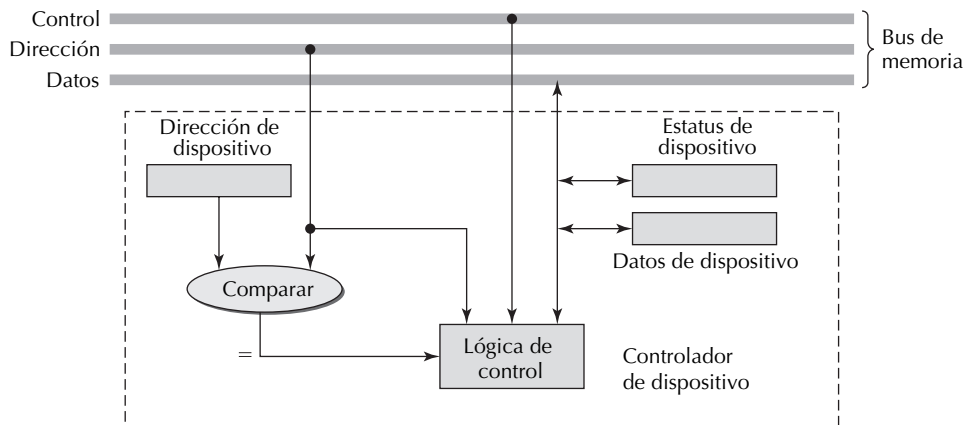 Control
Dirección
Datos
Bus de
memoria
Dirección de
dispositivo
Estatus de
dispositivo
Datos de dispositivo
Comparar
=
Lógica de
control
Controlador
de dispositivo